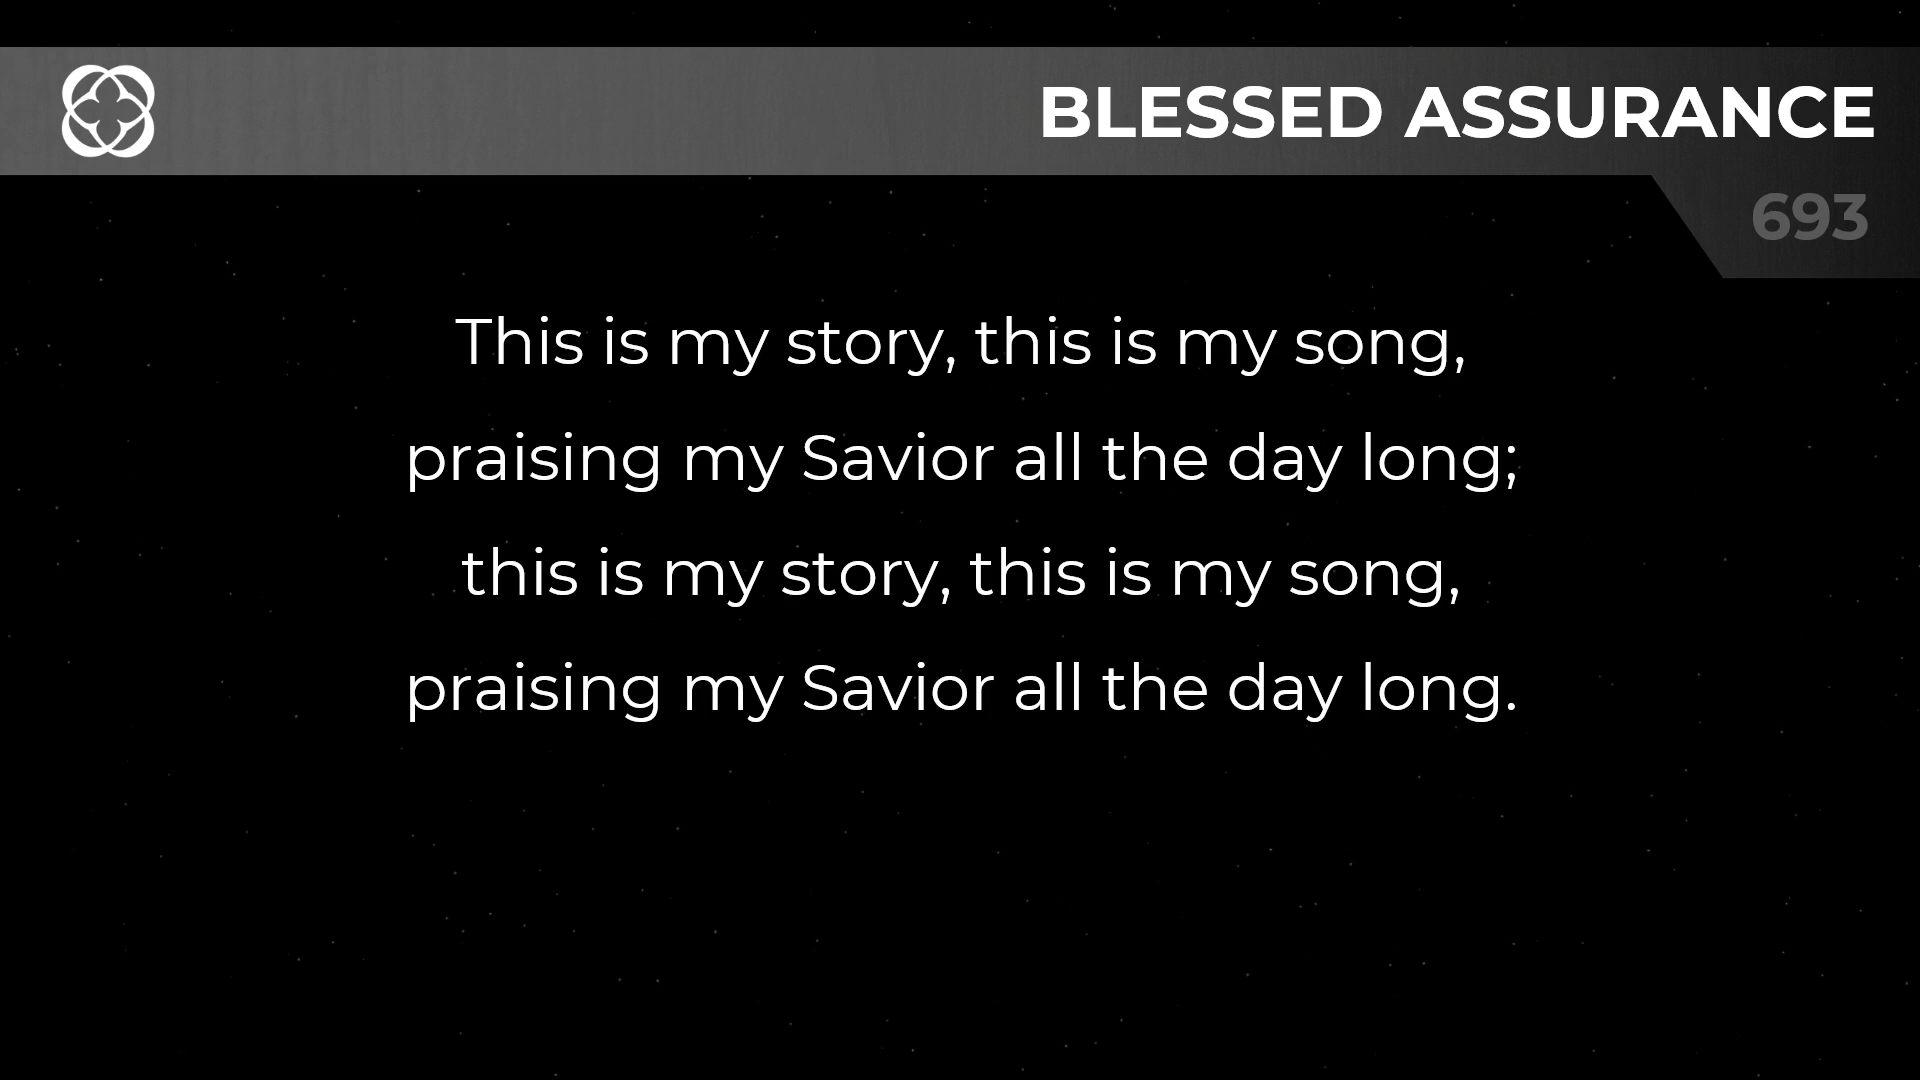 BLESSED ASSURANCE
693
This is my story, this is my song,
praising my Savior all the day long;
this is my story, this is my song,
praising my Savior all the day long.